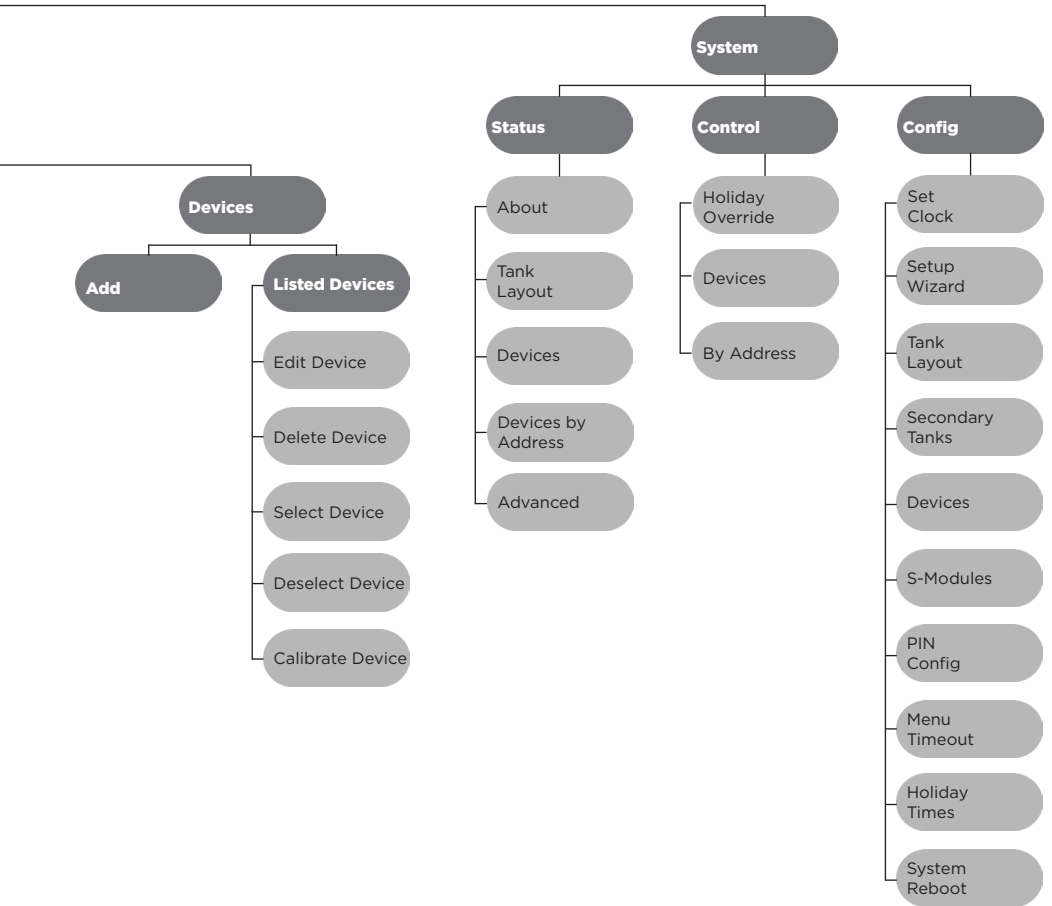 System
Status
Control
Config
Devices
Add
Listed Devices
Edit Device
Delete Device
Select Device
Deselect Device
Calibrate Device
About
Tank
Layout
Devices
Devices by
Address
Advanced
Holiday
Override
Devices
By Address
Set
Clock
Setup
Wizard
Tank
Layout
Secondary
Tanks
Devices
S-Modules
PIN
Config
Menu
Timeout
Holiday
Times
System
Reboot